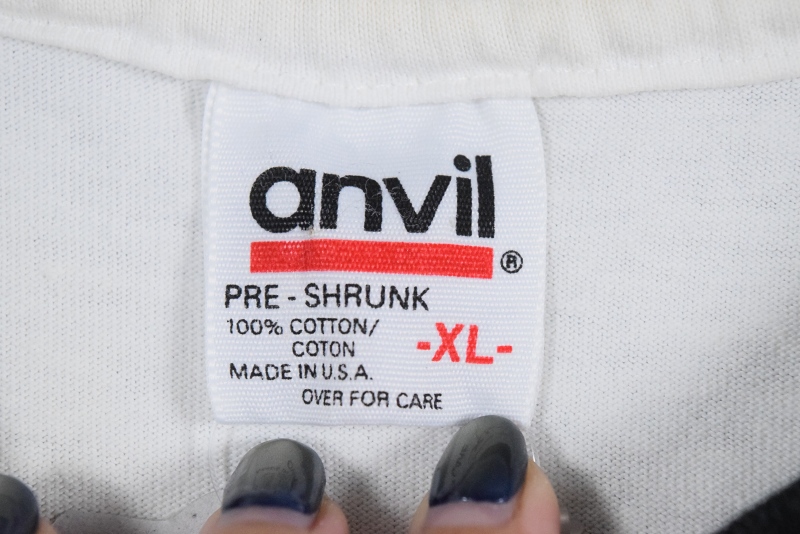 anvil
®
PRE - SHRUNK
100% COTTON/
COTON
-XL-
MADE IN U.S.A.
OVER FOR CARE